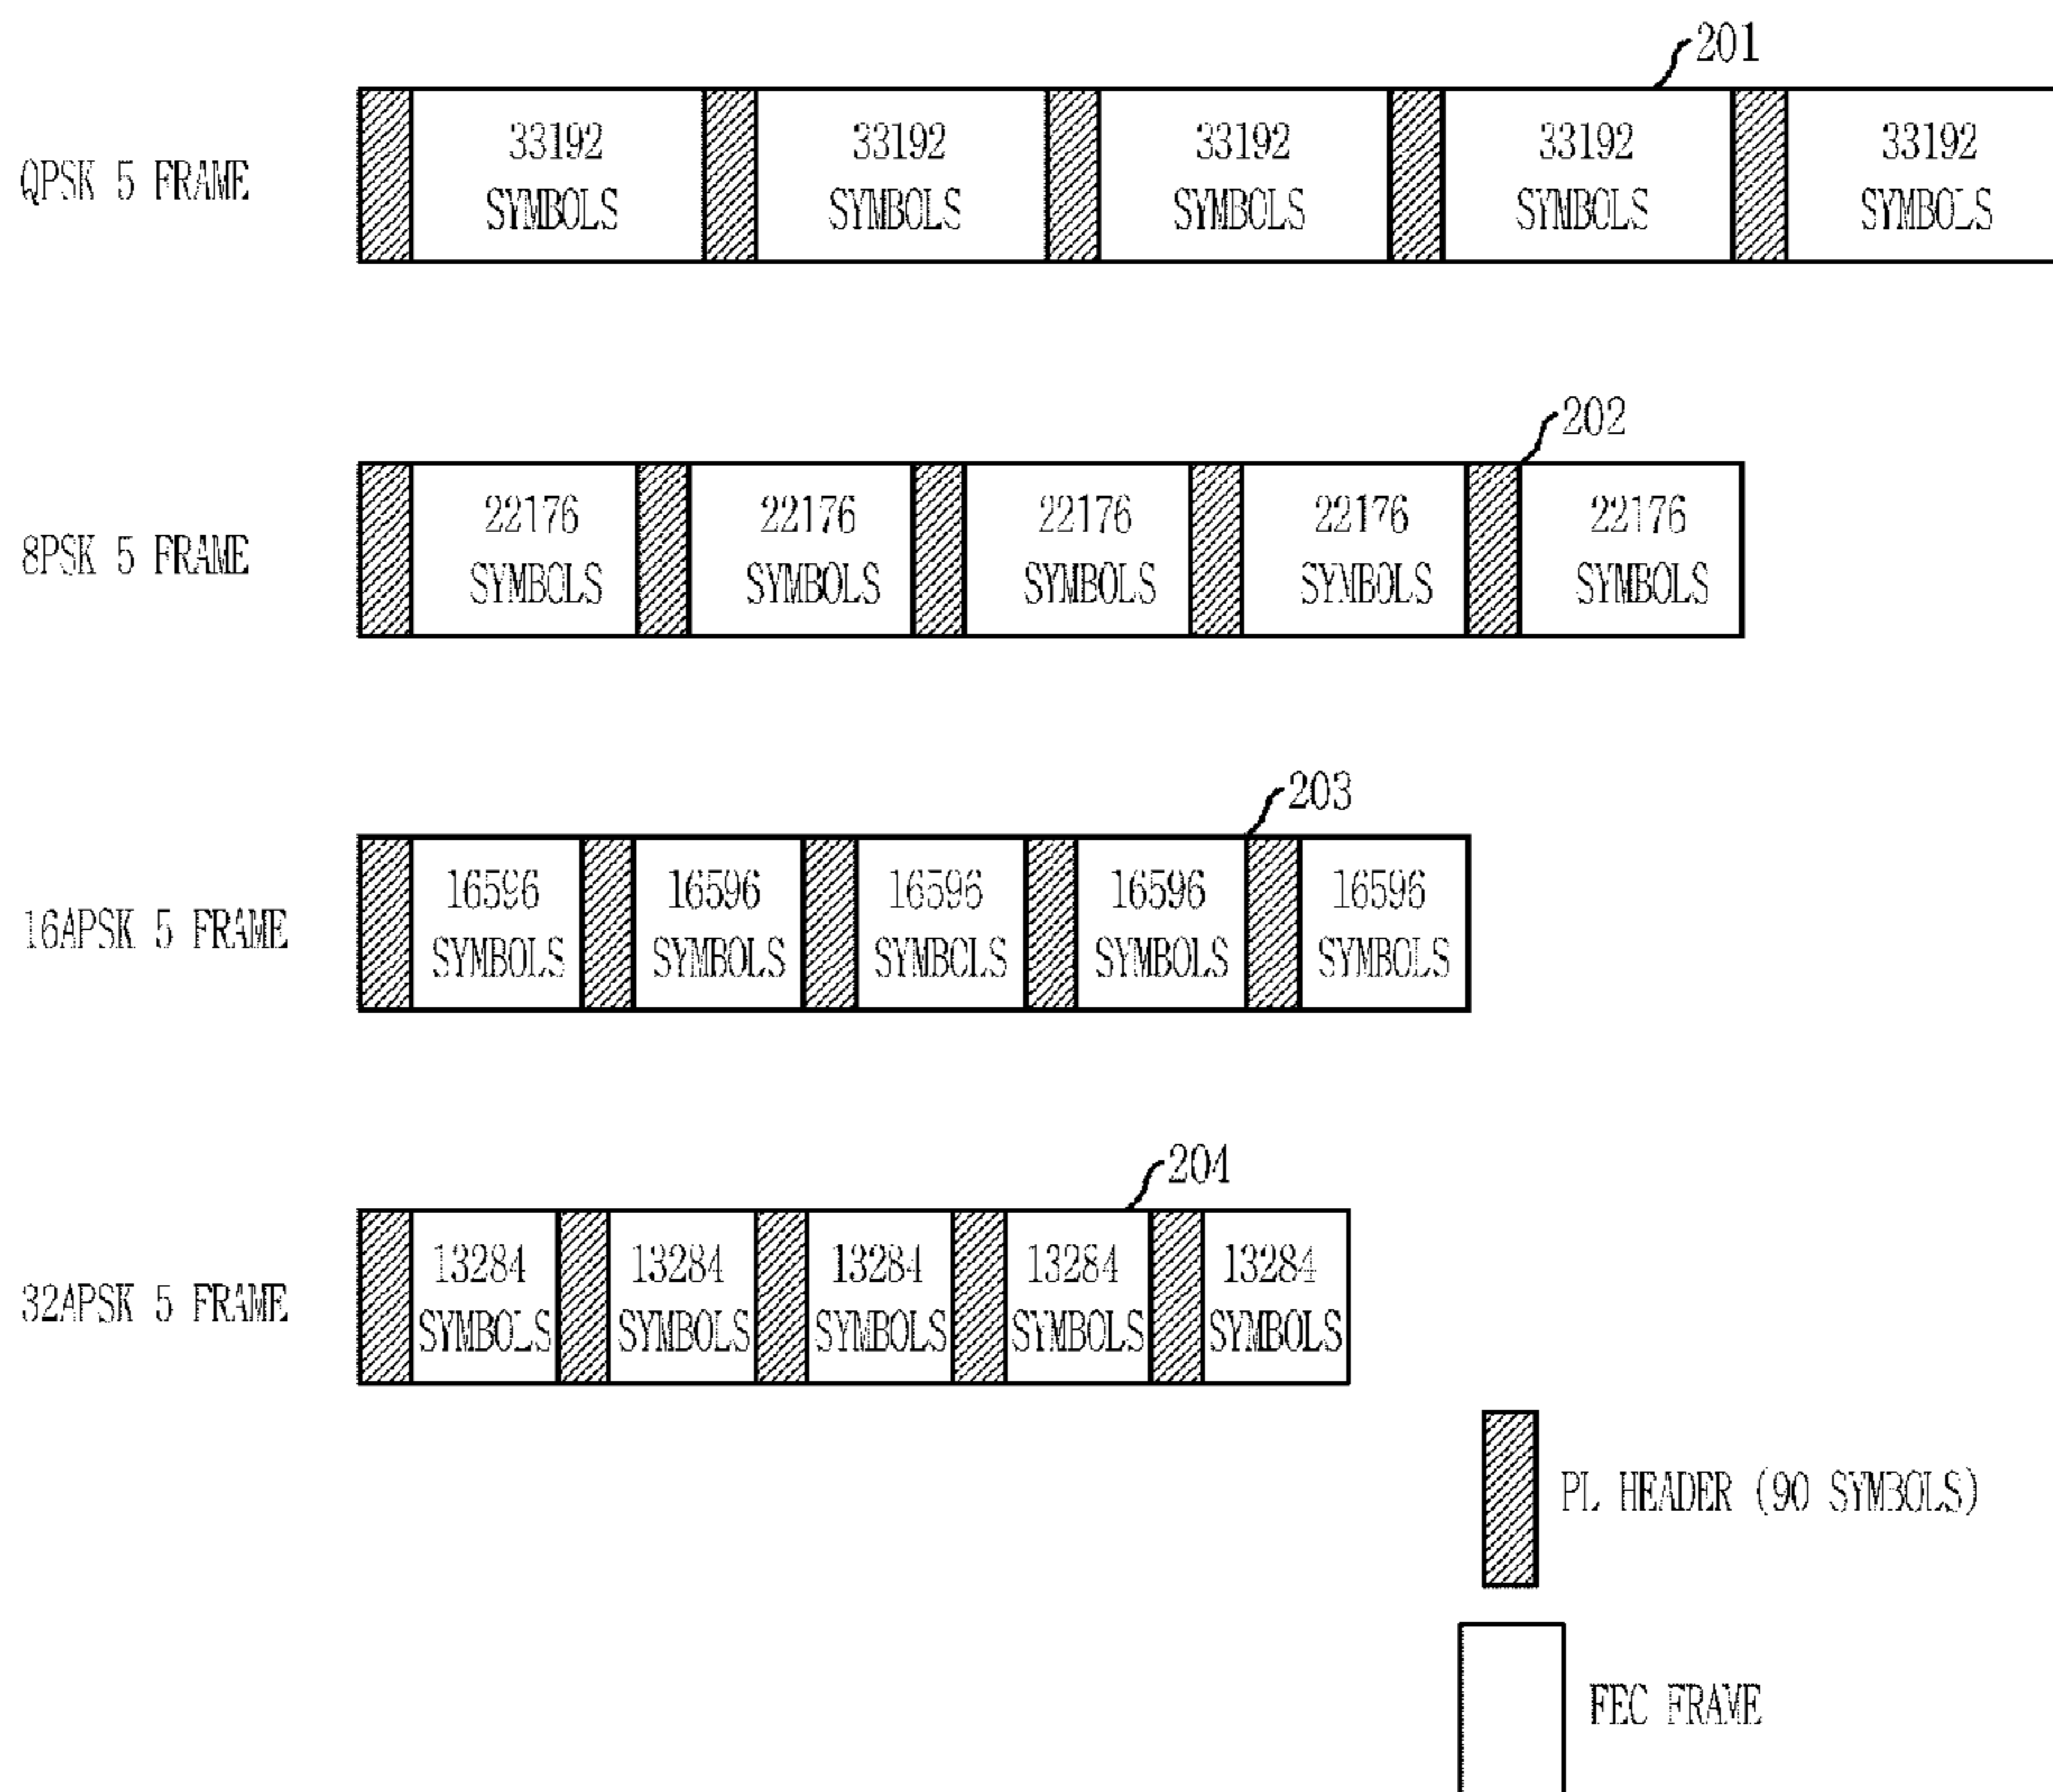 201
QPSK 5 FRAME
33192 SYMBOLS
33192 SYMBOLS
33192 SYMBOLS
33192 SYMBOLS
33192 SYMBOLS
202
8PSK 5 FRAME
22176 SYMBOLS
22176 SYMBOLS
22176 SYMBOLS
22176 SYMBOLS
22176 SYMBOLS
203
16APSK 5 FRAME
16596 SYMBOLS
16596 SYMBOLS
16596 SYMBOLS
16596 SYMBOLS
16596 SYMBOLS
204
32APSK 5 FRAME
13284 SYMBOLS
13284 SYMBOLS
13284 SYMBOLS
13284 SYMBOLS
13284 SYMBOLS
PL HEADER (90 SYMBOLS)
FEC FRAME